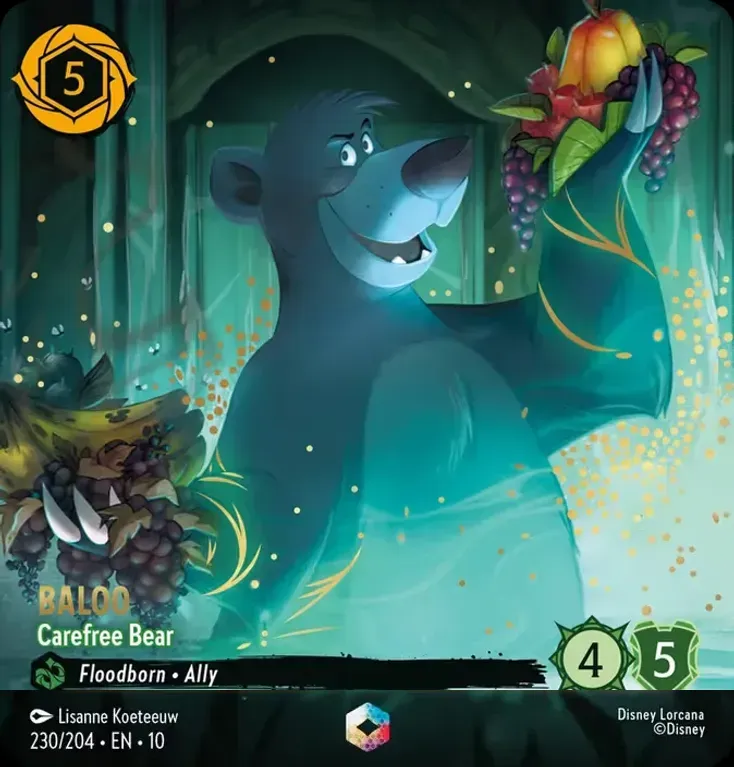 5
BALOO
Carefree Bear
Floodborn • Ally
4
5
Lisanne Koeteeuw
230/204 • EN • 10
Disney Lorcana
©Disney